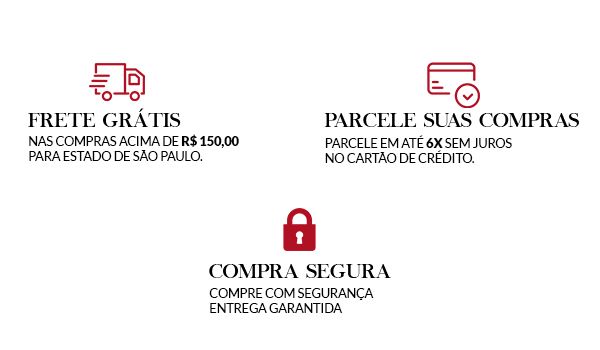 FRETE GRÁTIS
NAS COMPRAS ACIMA DE R$ 150,00
PARA ESTADO DE SÃO PAULO.
PARCELE SUAS COMPRAS
PARCELE EM ATÉ 6X SEM JUROS
NO CARTÃO DE CRÉDITO.
COMPRA SEGURA
COMPRE COM SEGURANÇA
ENTREGA GARANTIDA